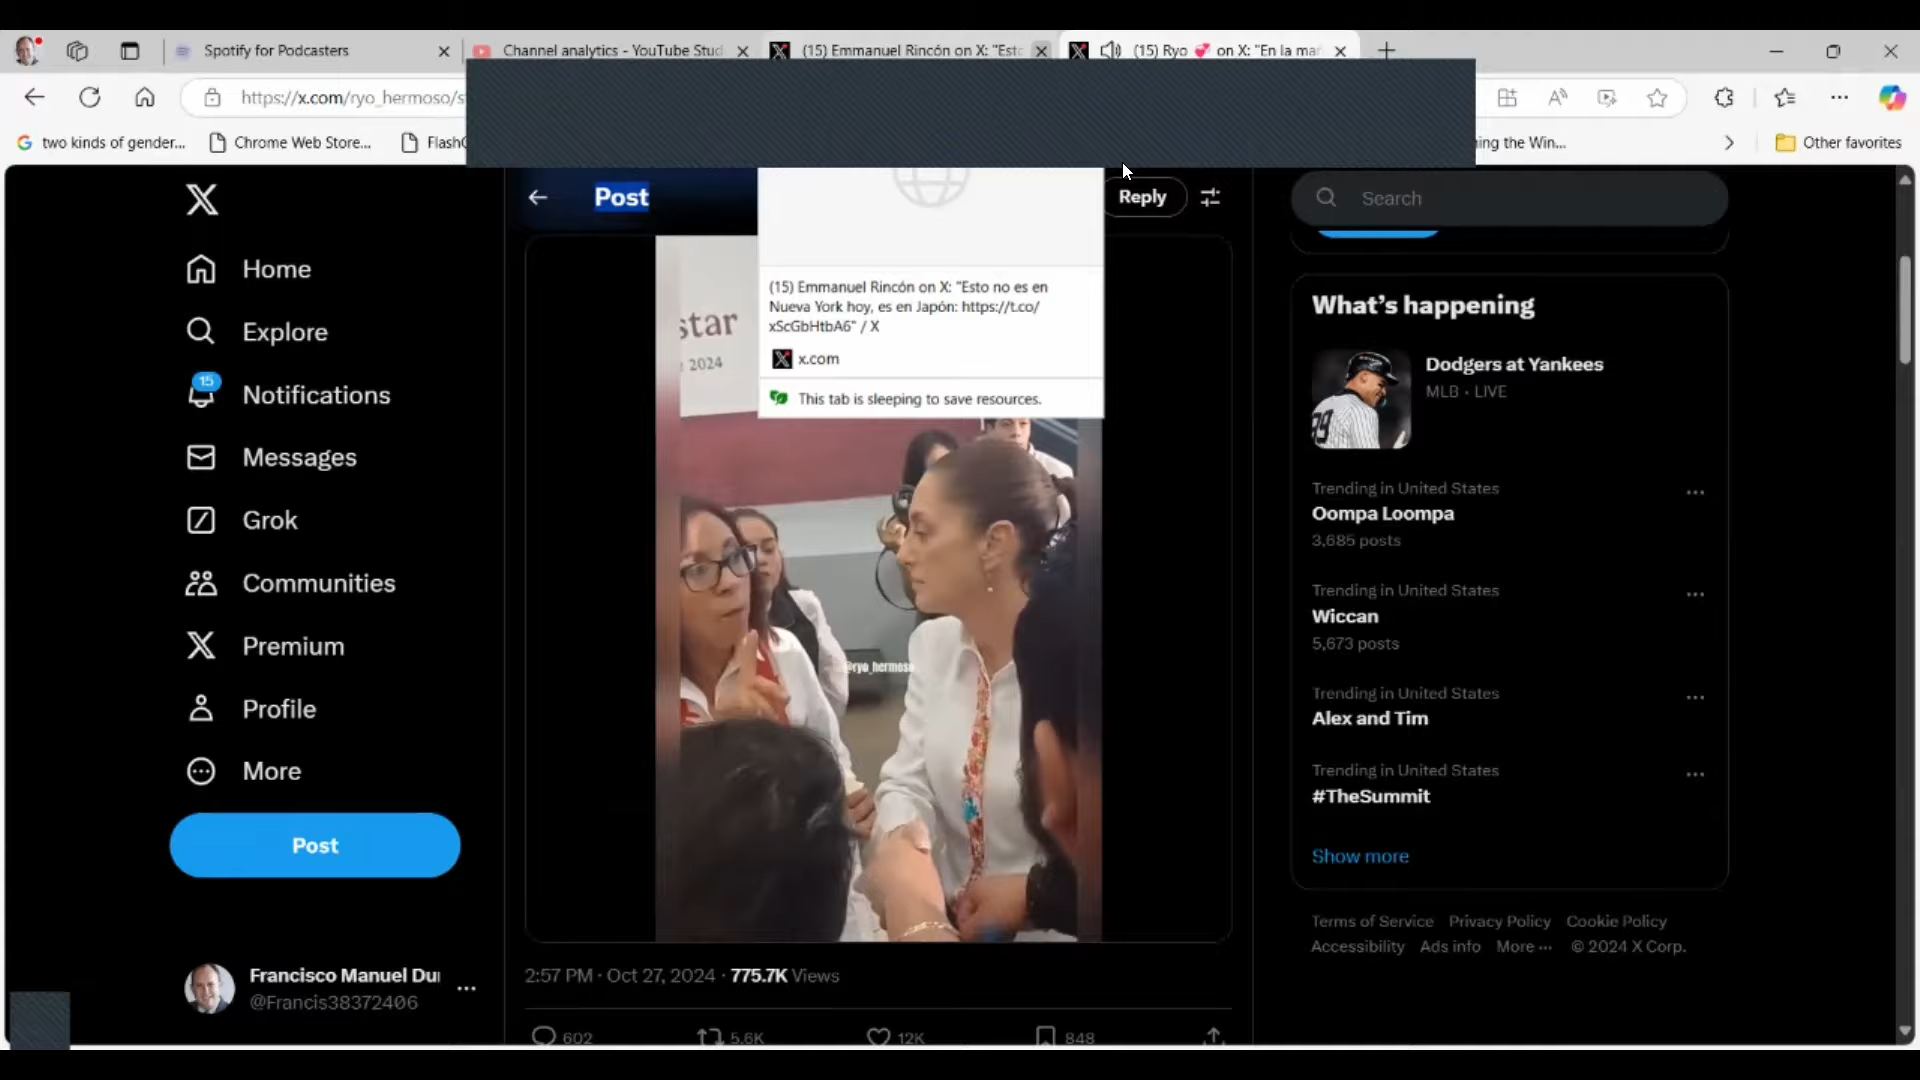 Spotify for Podcasters
Channel analytics - YouTube Stud
(15) Emmanuel Rincón on X: "Esto
(15) Ryo 💞 on X: "En la mañ
https://x.com/ryo_hermoso/s
two kinds of gender...
Chrome Web Store...
Flash
ing the Win...
Other favorites
Home
Explore
15
Notifications
Messages
Grok
Communities
Premium
Profile
More
Post
Francisco Manuel Du
@Francis38372406
Post
Reply
(15) Emmanuel Rincón on X: "Esto no es en
Nueva York hoy, es en Japón: https://t.co/
xScGbHtbA6" / X
x.com
This tab is sleeping to save resources.
star
2024
@ryo_hermoso
2:57 PM · Oct 27, 2024 · 775.7K Views
602
5.6K
12K
848
Search
What's happening
Dodgers at Yankees
MLB · LIVE
Trending in United States
Oompa Loompa
3,685 posts
Trending in United States
Wiccan
5,673 posts
Trending in United States
Alex and Tim
Trending in United States
#TheSummit
Show more
Terms of Service Privacy Policy Cookie Policy
Accessibility Ads info More ··· © 2024 X Corp.